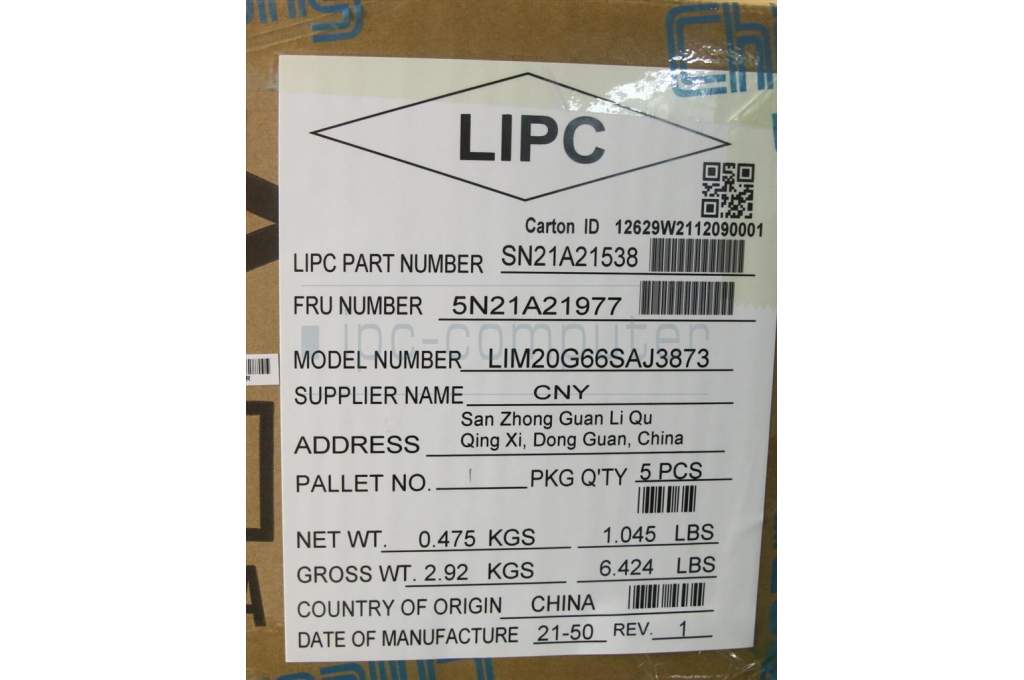 LIPC
Carton ID 12629W2112090001
LIPC PART NUMBER SN21A21538
FRU NUMBER 5N21A21977
ipc-computer
MODEL NUMBER LIM20G66SAJ3873
SUPPLIER NAME CNY
San Zhong Guan Li Qu
ADDRESS Qing Xi, Dong Guan, China
PALLET NO. PKG Q'TY 5 PCS
NET WT. 0.475 KGS 1.045 LBS
GROSS WT. 2.92 KGS 6.424 LBS
COUNTRY OF ORIGIN CHINA
DATE OF MANUFACTURE 21-50 REV. 1